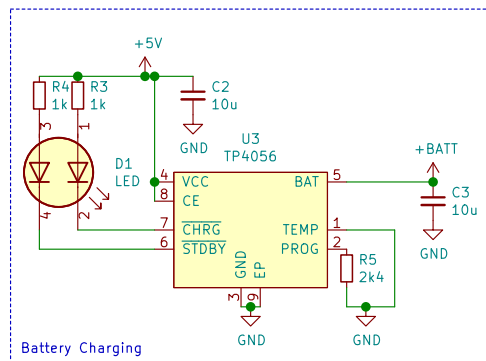 +5V
R4
1k
R3
1k
C2
10u
GND
3
1
D1
LED
4
2
U3
TP4056
4
VCC
8
CE
7
CHRG
6
STDBY
BAT
5
TEMP
1
PROG
2
GND
EP
3
9
GND
R5
2k4
GND
+BATT
C3
10u
GND
Battery Charging